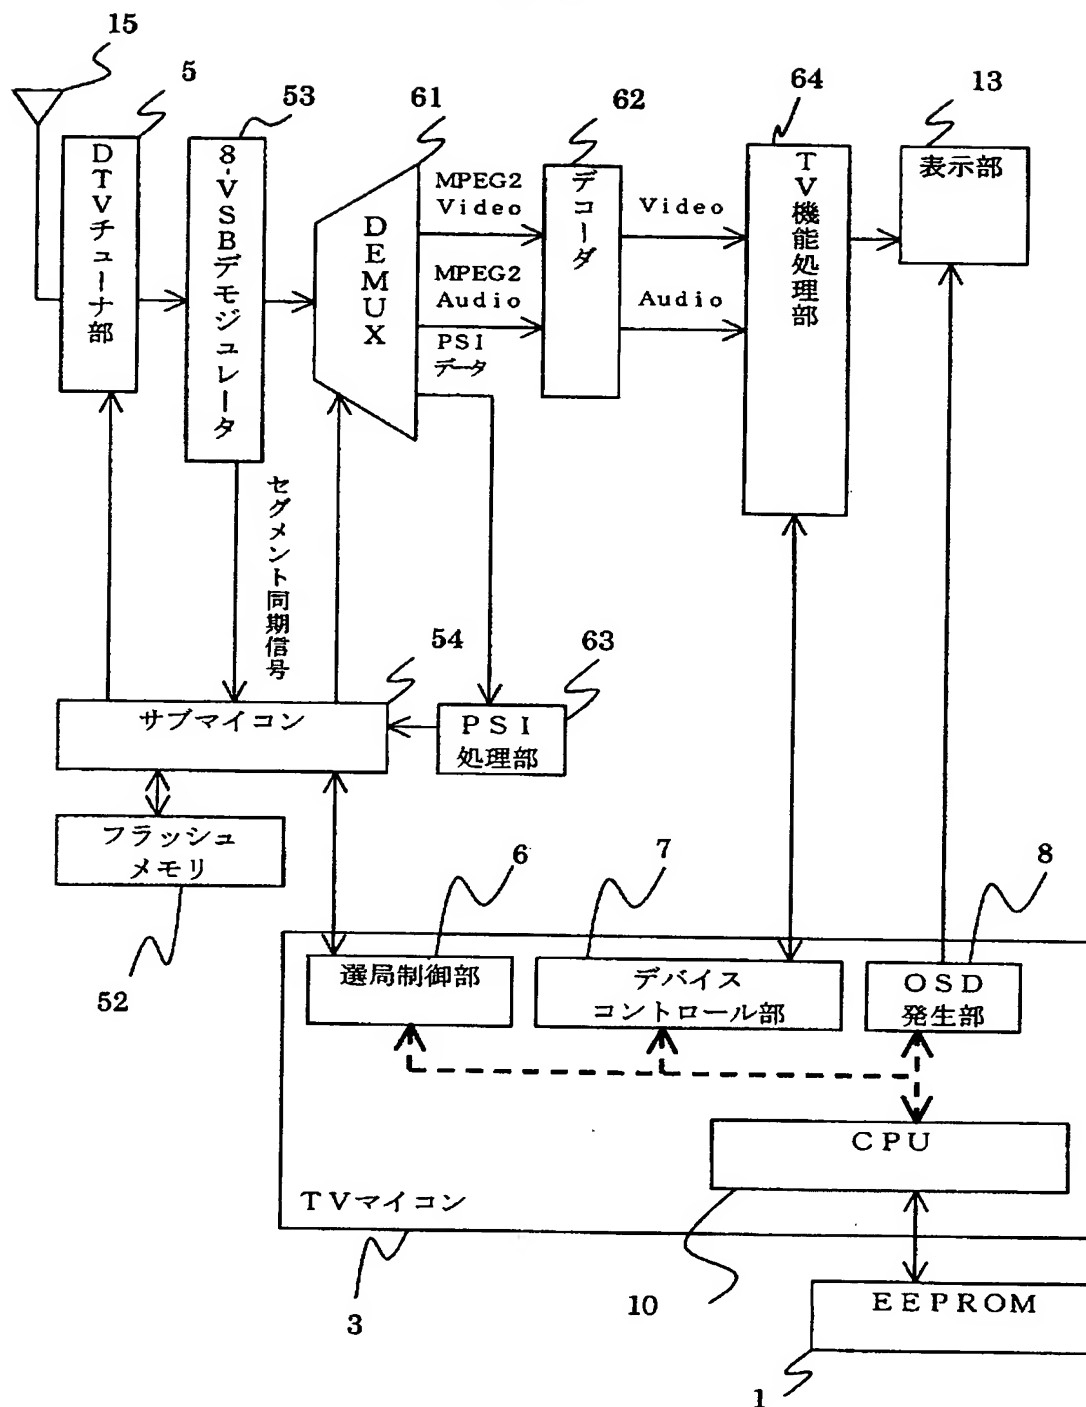 15
5
53
61
62
64
13
DTVチューナ部
8-VSBデモジュレータ
DEMUX
MPEG2
Video
MPEG2
Audio
PSI
データ
デコーダ
Video
Audio
TV機能処理部
表示部
セグメント同期信号
54
63
サブマイコン
PSI
処理部
フラッシュ
メモリ
52
6
7
8
選局制御部
デバイス
コントロール部
OSD
発生部
CPU
TVマイコン
3
10
EEPROM
1